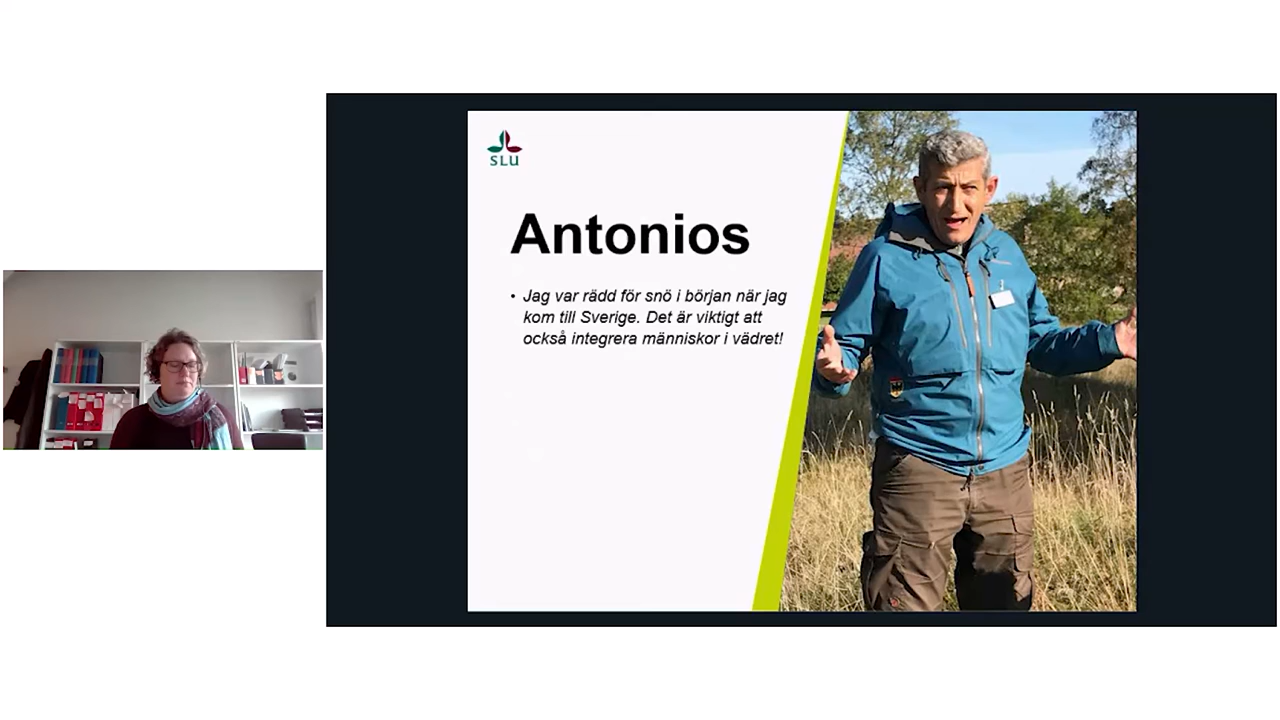 SLU
Antonios
• Jag var rädd för snö i början när jag
kom till Sverige. Det är viktigt att
också integrera människor i vädret!